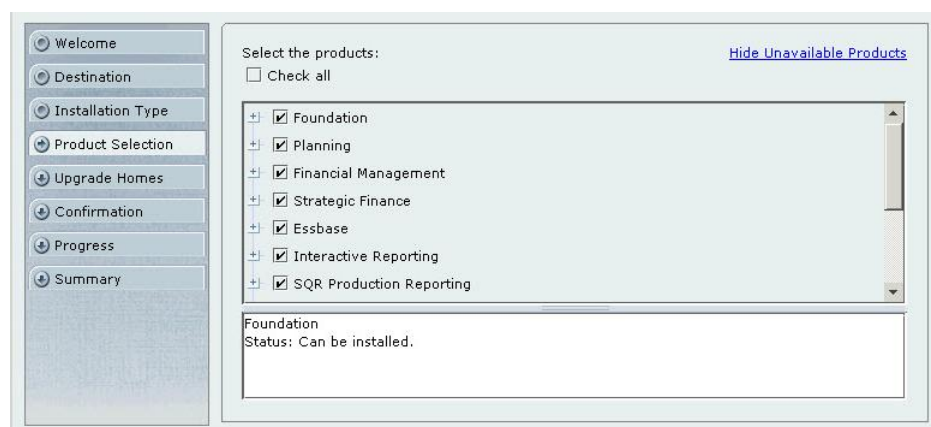 Welcome
Destination
Installation Type
Product Selection
Upgrade Homes
Confirmation
Progress
Summary
Select the products:
Hide Unavailable Products
Check all
Foundation
Planning
Financial Management
Strategic Finance
Essbase
Interactive Reporting
SQR Production Reporting
Foundation
Status: Can be installed.